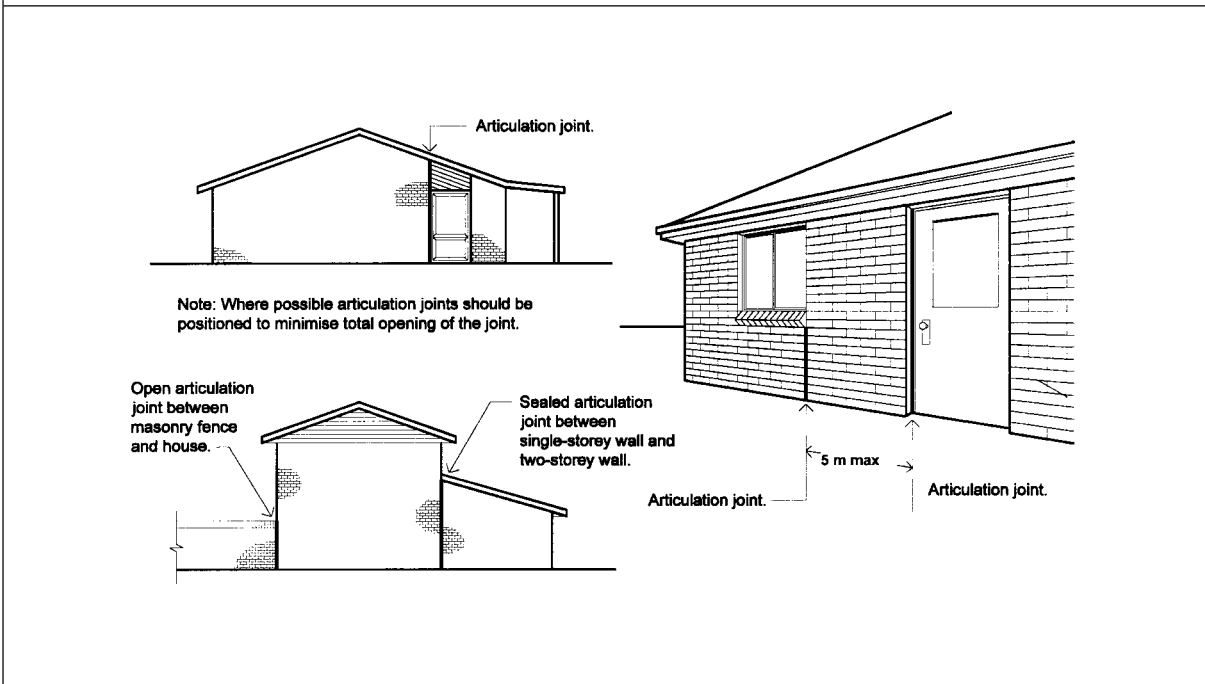 Articulation joint.
Note: Where possible articulation joints should be
positioned to minimise total opening of the joint.
Open articulation
joint between
masonry fence
and house.
Sealed articulation
joint between
single-storey wall and
two-storey wall.
5 m max
Articulation joint.
Articulation joint.